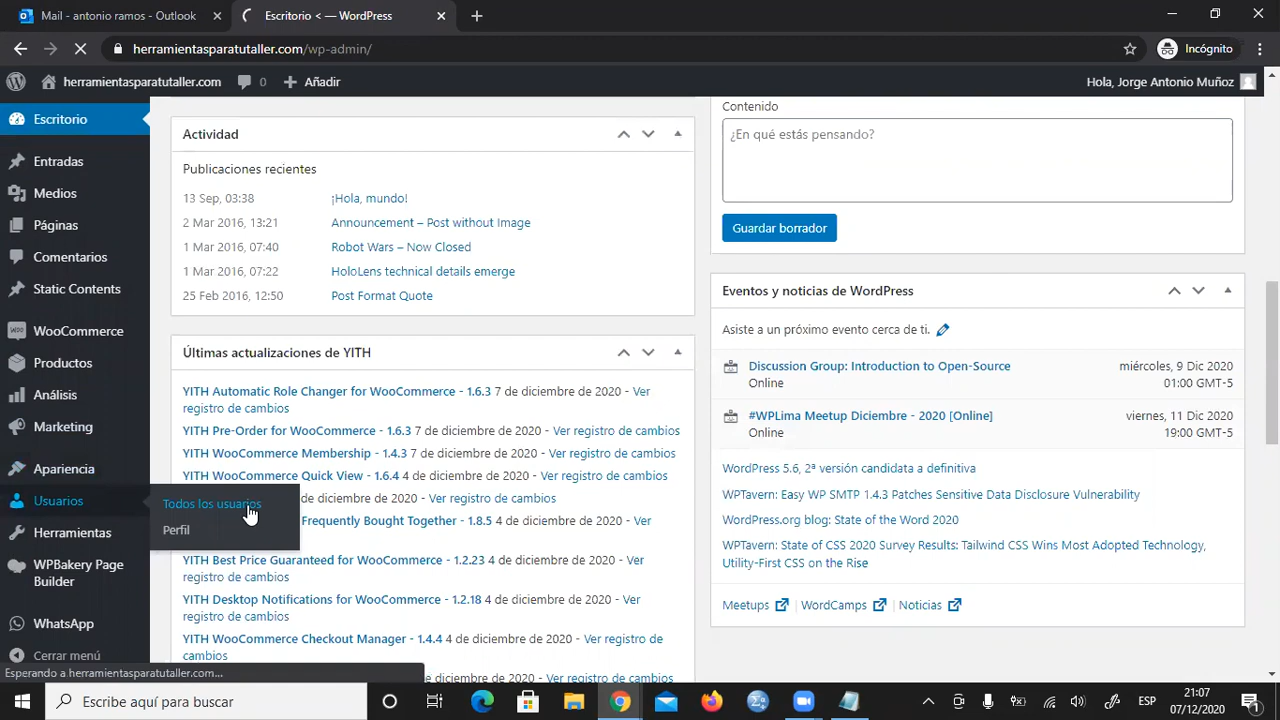 Mail - antonio ramos - Outlook
Escritorio < — WordPress
herramientasparatutaller.com/wp-admin/
Incógnito
herramientasparatutaller.com
0
Añadir
Hola, Jorge Antonio Muñoz
Escritorio
Entradas
Medios
Páginas
Comentarios
Static Contents
WooCommerce
Productos
Análisis
Marketing
Apariencia
Usuarios
Todos los usuarios
Perfil
Herramientas
WPBakery Page
Builder
WhatsApp
Cerrar menú
Actividad
Publicaciones recientes
13 Sep, 03:38 ¡Hola, mundo!
2 Mar 2016, 13:21 Announcement – Post without Image
1 Mar 2016, 07:40 Robot Wars – Now Closed
1 Mar 2016, 07:22 HoloLens technical details emerge
25 Feb 2016, 12:50 Post Format Quote
Últimas actualizaciones de YITH
YITH Automatic Role Changer for WooCommerce - 1.6.3 7 de diciembre de 2020 - Ver
registro de cambios
YITH Pre-Order for WooCommerce - 1.6.3 7 de diciembre de 2020 - Ver registro de cambios
YITH WooCommerce Membership - 1.4.3 7 de diciembre de 2020 - Ver registro de cambios
YITH WooCommerce Quick View - 1.6.4 4 de diciembre de 2020 - Ver registro de cambios
de diciembre de 2020 - Ver registro de cambios
Frequently Bought Together - 1.8.5 4 de diciembre de 2020 - Ver
registro de cambios
YITH Best Price Guaranteed for WooCommerce - 1.2.23 4 de diciembre de 2020 - Ver
registro de cambios
YITH Desktop Notifications for WooCommerce - 1.2.18 4 de diciembre de 2020 - Ver
registro de cambios
YITH WooCommerce Checkout Manager - 1.4.4 4 de diciembre de 2020 - Ver registro de
cambios
de diciembre de 2020 - Ver registro de cambios
Contenido
¿En qué estás pensando?
Guardar borrador
Eventos y noticias de WordPress
Asiste a un próximo evento cerca de ti.
Discussion Group: Introduction to Open-Source
Online
miércoles, 9 Dic 2020
01:00 GMT-5
#WPLima Meetup Diciembre - 2020 [Online]
Online
viernes, 11 Dic 2020
19:00 GMT-5
WordPress 5.6, 2ª versión candidata a definitiva
WPTavern: Easy WP SMTP 1.4.3 Patches Sensitive Data Disclosure Vulnerability
WordPress.org blog: State of the Word 2020
WPTavern: State of CSS 2020 Survey Results: Tailwind CSS Wins Most Adopted Technology,
Utility-First CSS on the Rise
Meetups
WordCamps
Noticias
Esperando a herramientasparatutaller.com...
Escribe aquí para buscar
ESP
21:07
07/12/2020
1